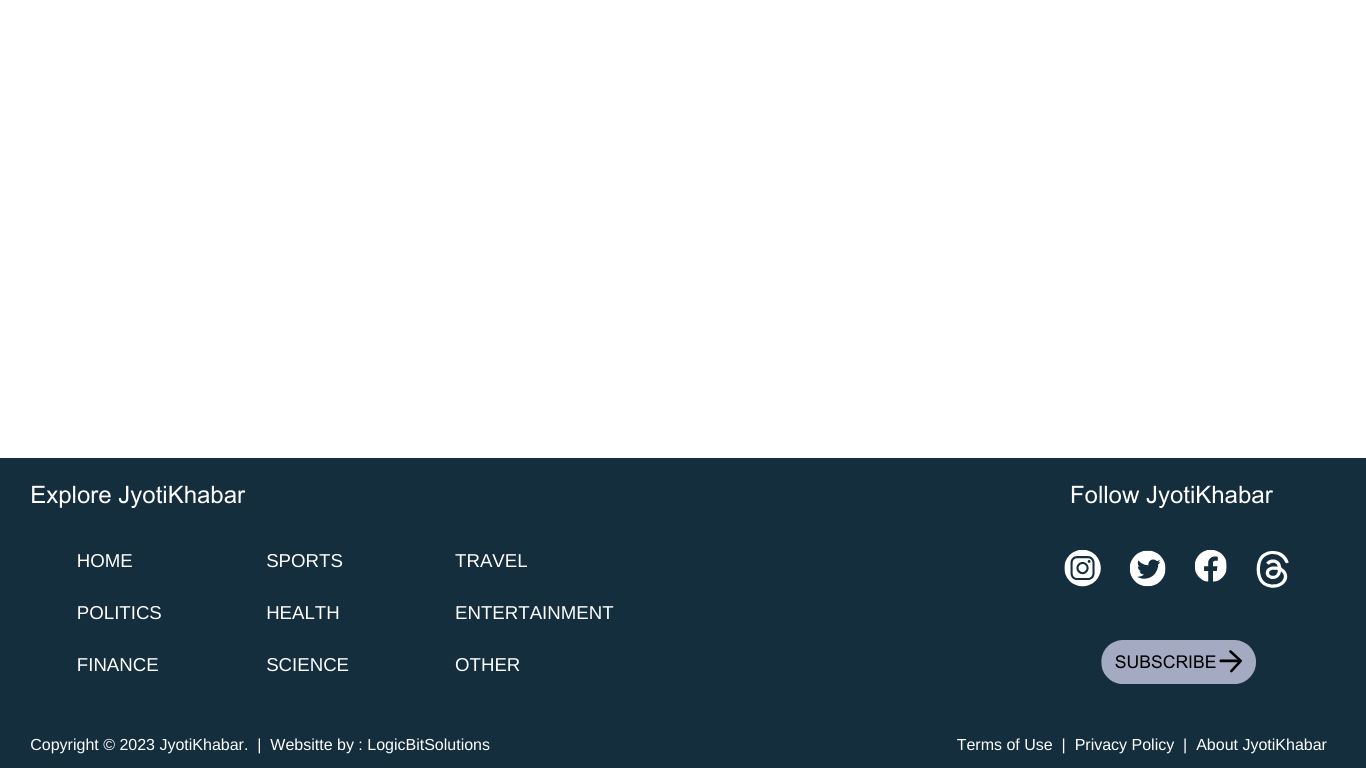 Explore JyotiKhabar
Follow JyotiKhabar
HOME
SPORTS
TRAVEL
POLITICS
HEALTH
ENTERTAINMENT
FINANCE
SCIENCE
OTHER
SUBSCRIBE
Copyright © 2023 JyotiKhabar. | Websitte by : LogicBitSolutions
Terms of Use | Privacy Policy | About JyotiKhabar